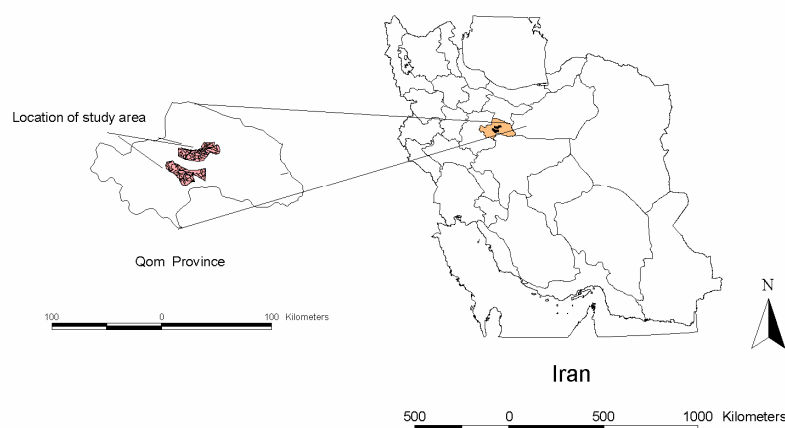 Location of study area
Qom Province
100 0 100 Kilometers
N
Iran
500 0 500 1000 Kilometers